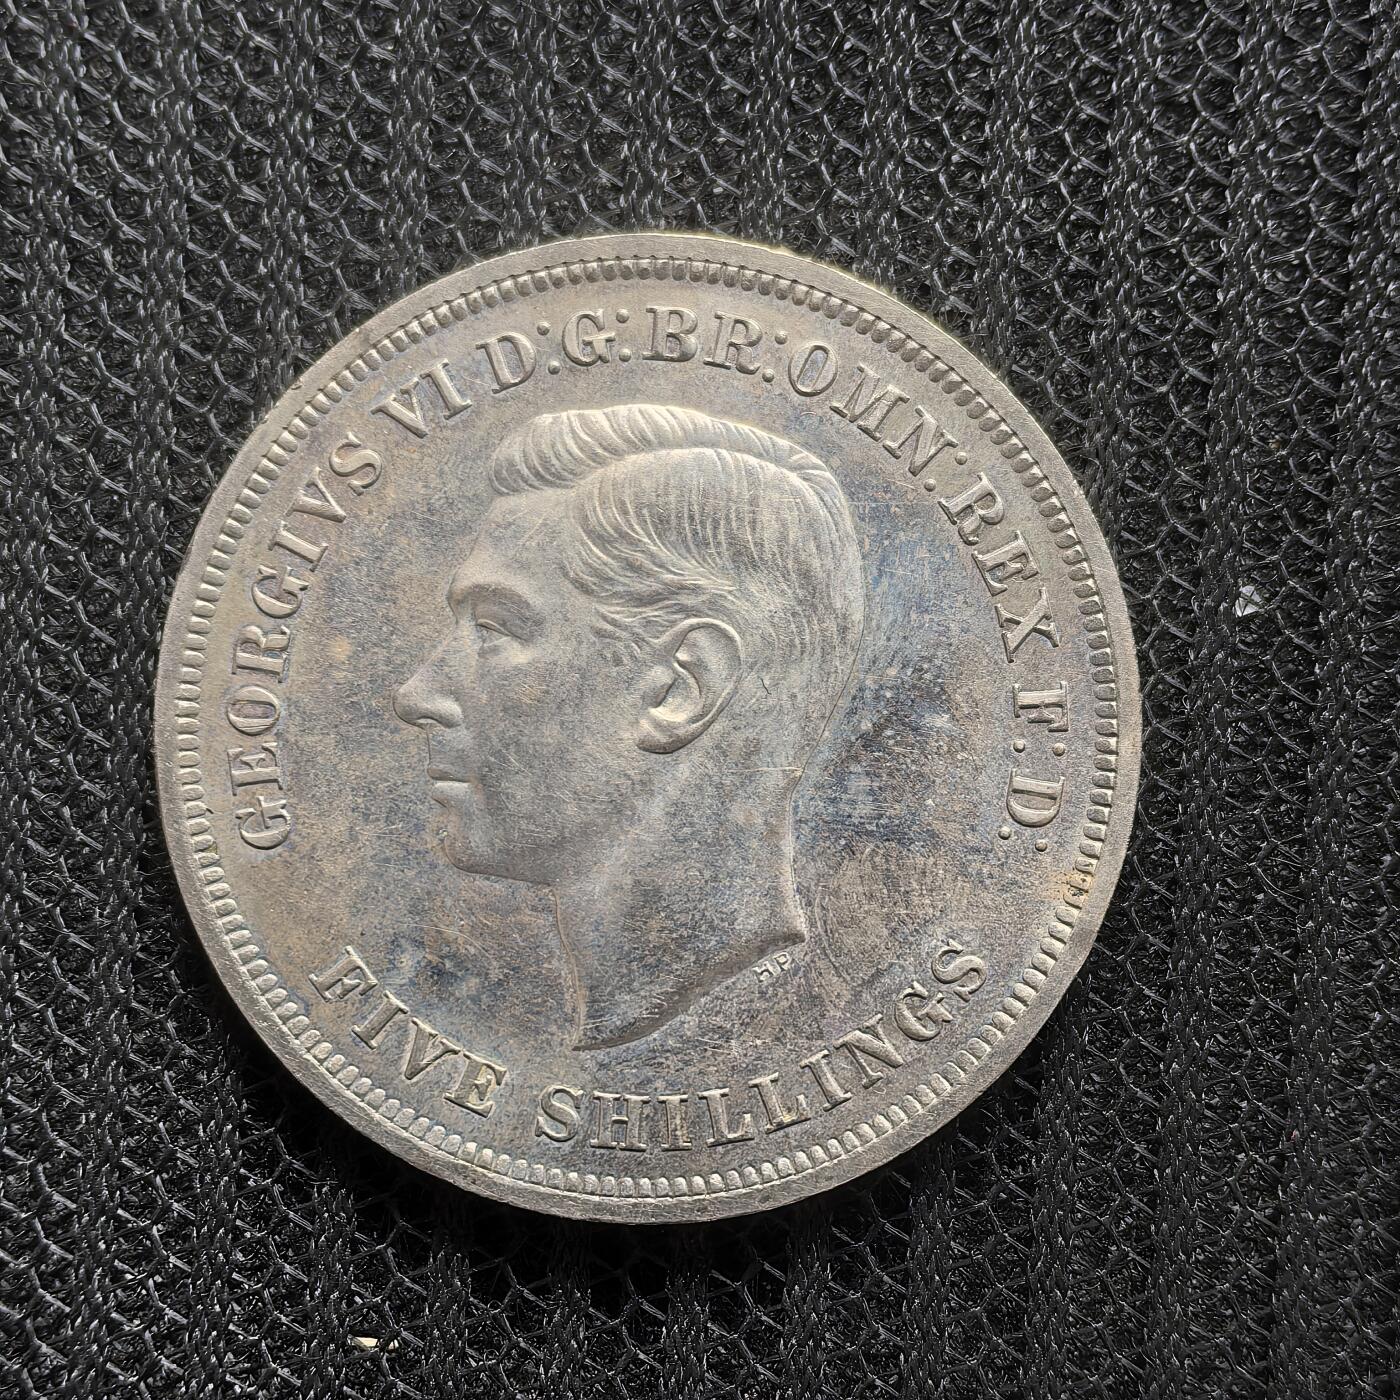 GEORGIVS VI D:G:BR:OMN:REX F:D:
HP
FIVE SHILLINGS